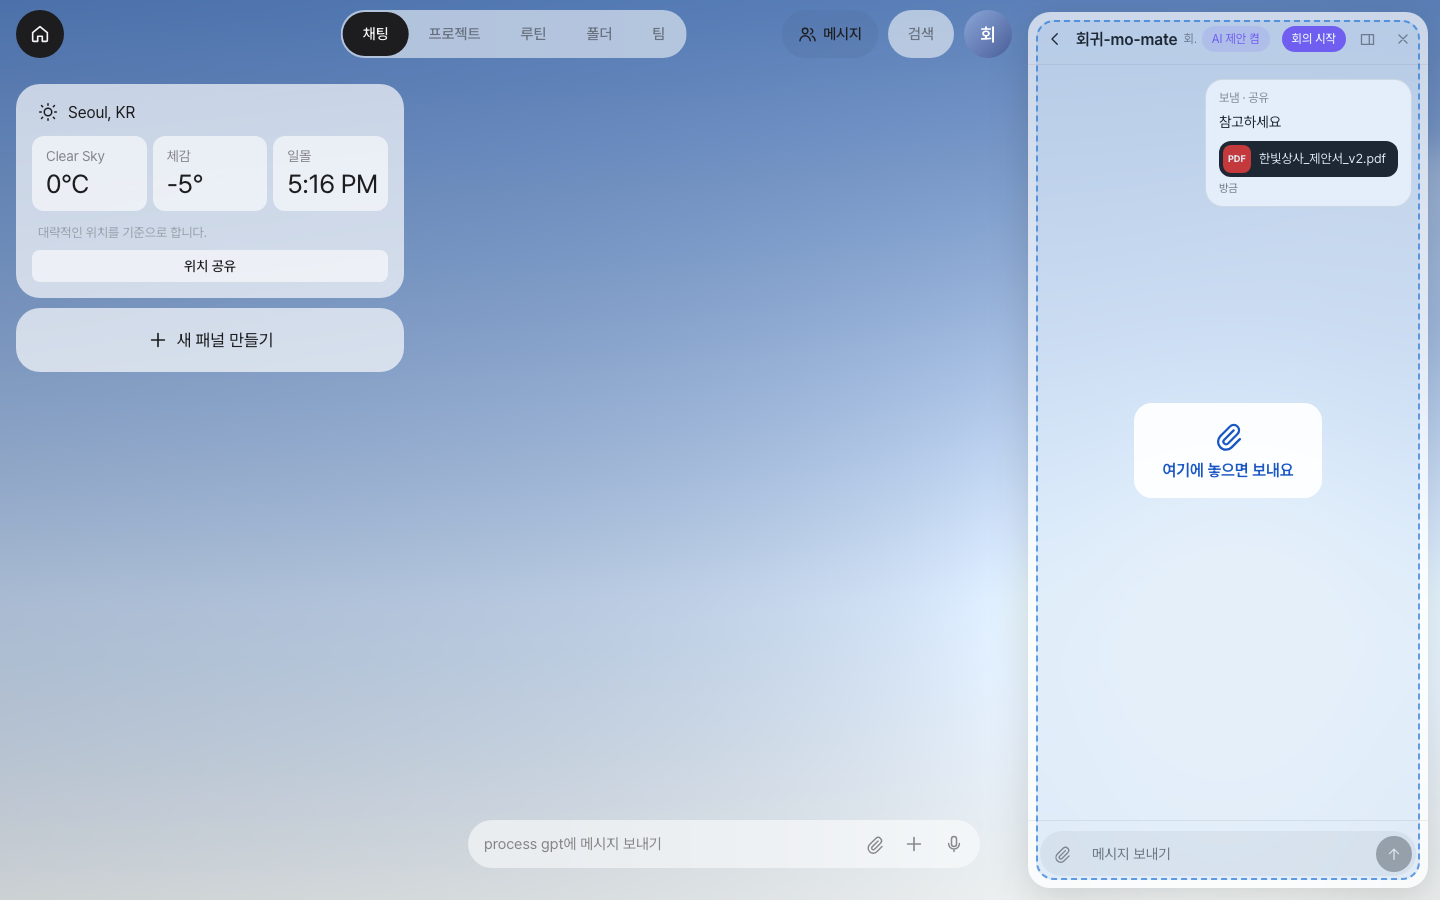 채팅
프로젝트
루틴
폴더
팀
메시지
검색
회
Seoul, KR
Clear Sky
0°C
체감
-5°
일몰
5:16 PM
대략적인 위치를 기준으로 합니다.
위치 공유
새 패널 만들기
process gpt에 메시지 보내기
회귀-mo-mate
회.
AI 제안 켬
회의 시작
보냄 · 공유
참고하세요
PDF
한빛상사_제안서_v2.pdf
방금
여기에 놓으면 보내요
메시지 보내기